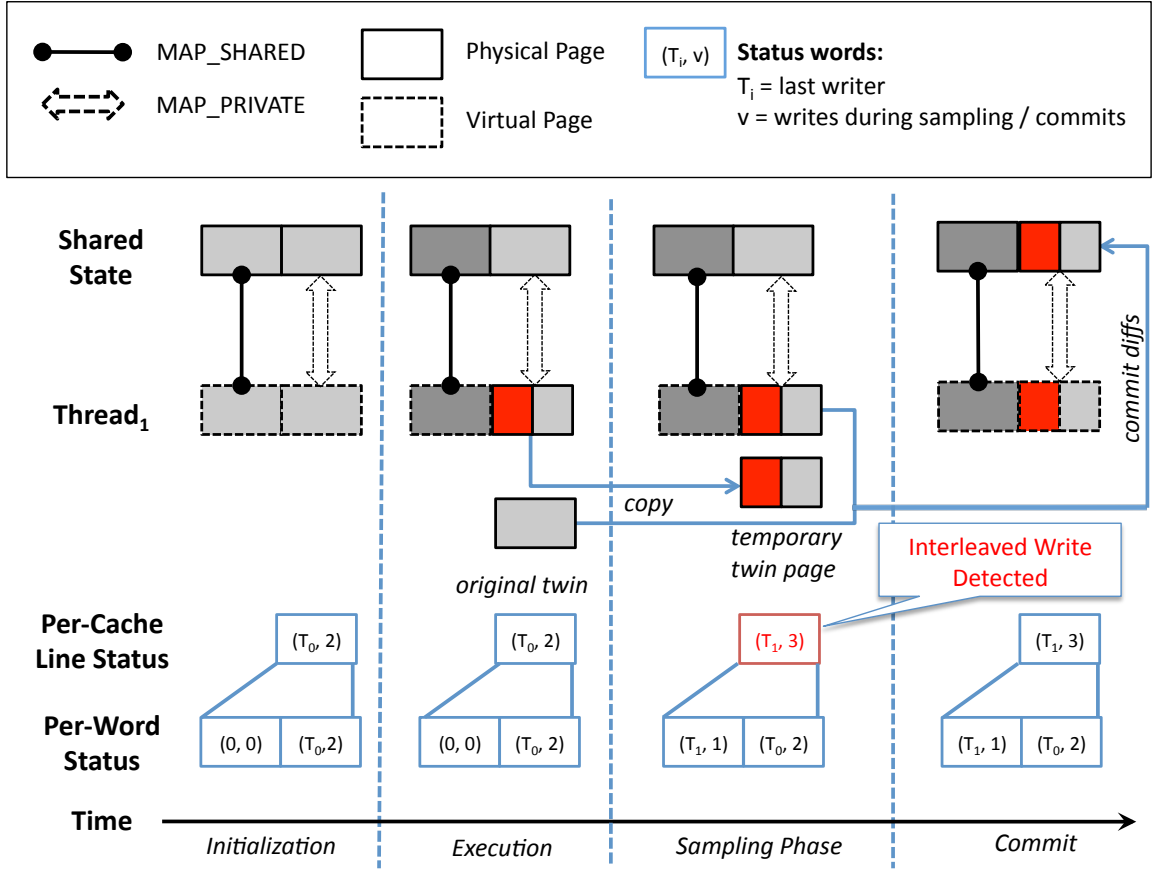 MAP_SHARED
MAP_PRIVATE
Physical Page
Virtual Page
(Tᵢ, v)
Status words:
Tᵢ = last writer
v = writes during sampling / commits
Shared
State
Thread₁
commit diffs
copy
original twin
temporary
twin page
Interleaved Write
Detected
Per-Cache
Line Status
(T₀, 2)
(T₀, 2)
(T₁, 3)
(T₁, 3)
Per-Word
Status
(0, 0) (T₀,2)
(0, 0) (T₀, 2)
(T₁, 1) (T₀, 2)
(T₁, 1) (T₀, 2)
Time
Initialization
Execution
Sampling Phase
Commit